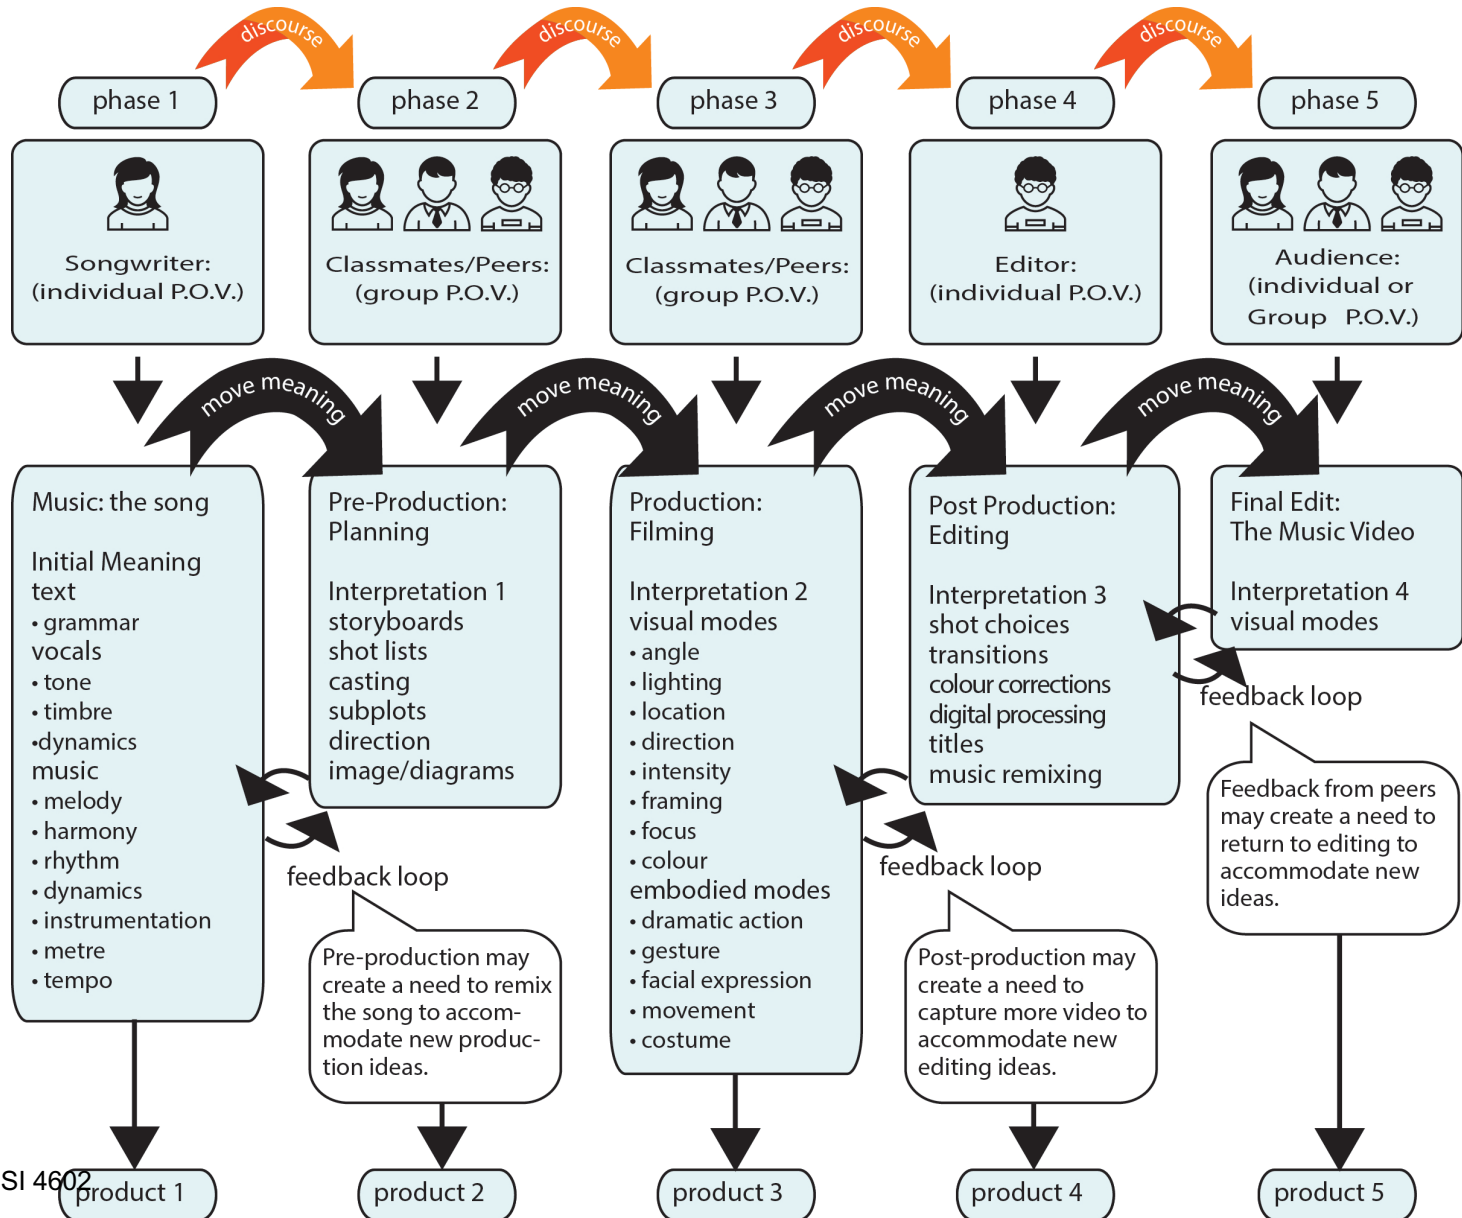 discourse
discourse
discourse
discourse
phase 1
phase 2
phase 3
phase 4
phase 5
Songwriter:
(individual P.O.V.)
Classmates/Peers:
(group P.O.V.)
Classmates/Peers:
(group P.O.V.)
Editor:
(individual P.O.V.)
Audience:
(individual or
Group P.O.V.)
move meaning
move meaning
move meaning
move meaning
Music: the song
Initial Meaning
text
• grammar
vocals
• tone
• timbre
•dynamics
music
• melody
• harmony
• rhythm
• dynamics
• instrumentation
• metre
• tempo
Pre-Production:
Planning
Interpretation 1
storyboards
shot lists
casting
subplots
direction
image/diagrams
feedback loop
Pre-production may
create a need to remix
the song to accom-
modate new produc-
tion ideas.
Production:
Filming
Interpretation 2
visual modes
• angle
• lighting
• location
• direction
• intensity
• framing
• focus
• colour
embodied modes
• dramatic action
• gesture
• facial expression
• movement
• costume
Post Production:
Editing
Interpretation 3
shot choices
transitions
colour corrections
digital processing
titles
music remixing
feedback loop
Post-production may
create a need to
capture more video to
accommodate new
editing ideas.
Final Edit:
The Music Video
Interpretation 4
visual modes
feedback loop
Feedback from peers
may create a need to
return to editing to
accommodate new
ideas.
SI 4602
product 1
product 2
product 3
product 4
product 5